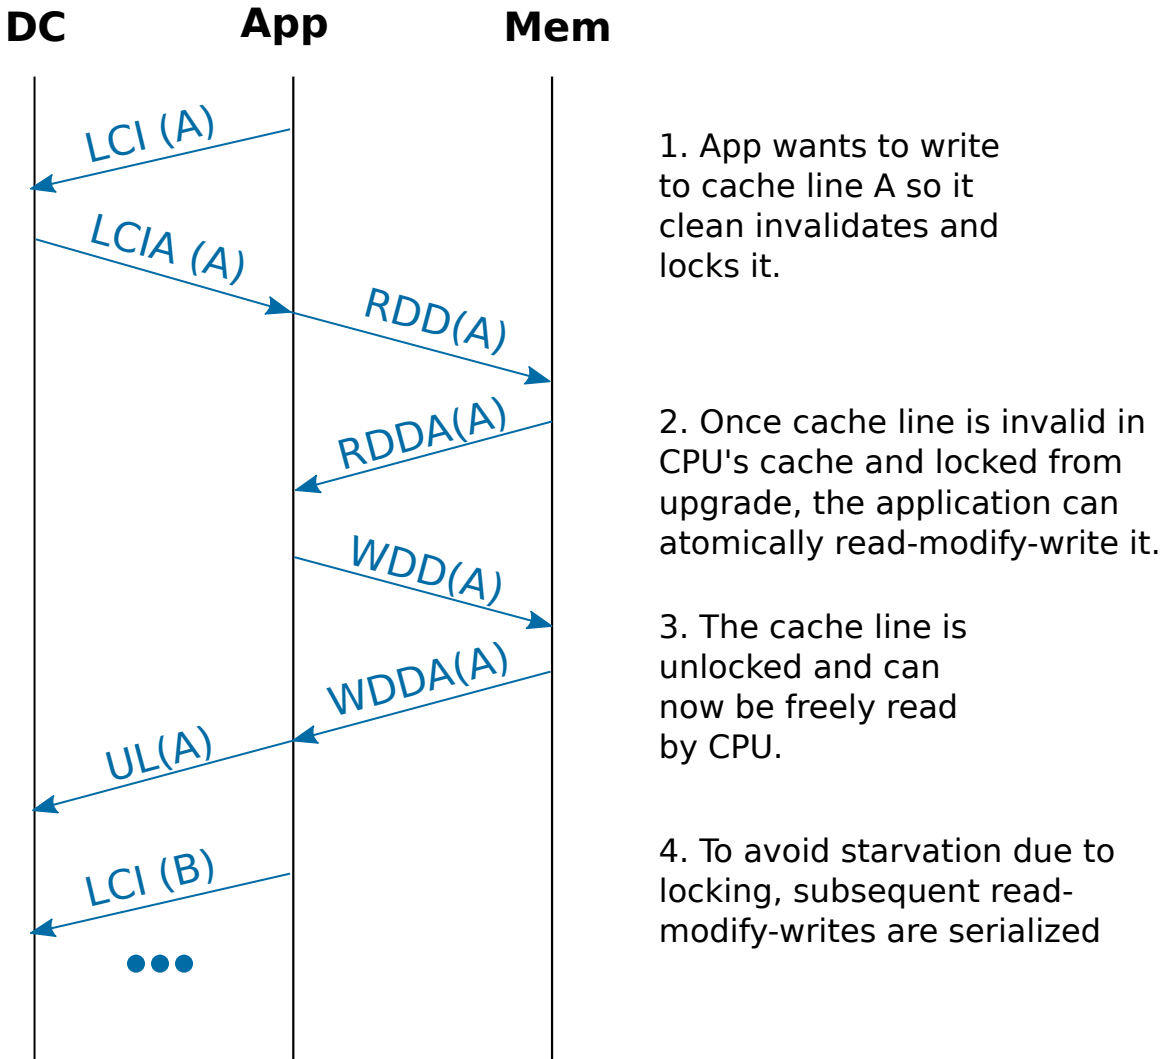 DC App Mem
LCI (A)
LCIA (A)
RDD(A)
RDDA(A)
WDD(A)
WDDA(A)
UL(A)
LCI (B)
1. App wants to write
to cache line A so it
clean invalidates and
locks it.
2. Once cache line is invalid in
CPU's cache and locked from
upgrade, the application can
atomically read-modify-write it.
3. The cache line is
unlocked and can
now be freely read
by CPU.
4. To avoid starvation due to
locking, subsequent read-
modify-writes are serialized